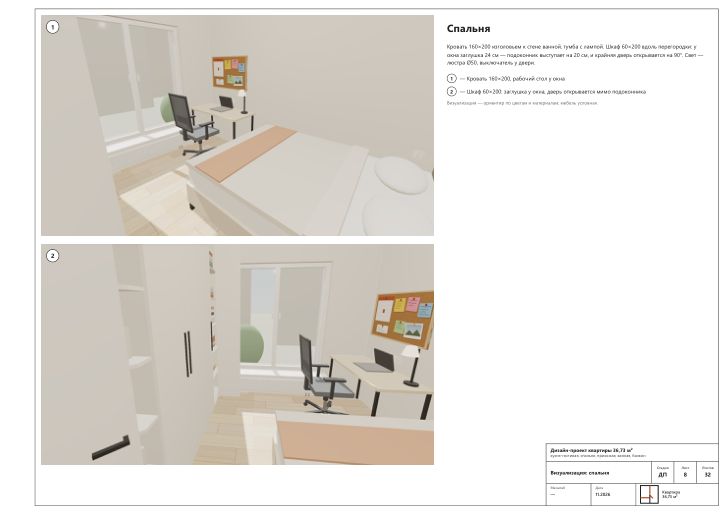 1
Спальня
Кровать 160×200 изголовьем к стене ванной, тумба с лампой. Шкаф 60×200 вдоль перегородки: у
окна заглушка 24 см — подоконник выступает на 20 см, и крайняя дверь открывается на 90°. Свет —
люстра Ø50, выключатель у двери.
1 — Кровать 160×200, рабочий стол у окна
2 — Шкаф 60×200: заглушка у окна, дверь открывается мимо подоконника
Визуализация — ориентир по цветам и материалам; мебель условная
2
Дизайн-проект квартиры 36,73 м²
Визуализация: спальня
Стадия Лист Листов
ДП 8 32
Масштаб Дата
— 11.2026
Квартира
36,73 м²